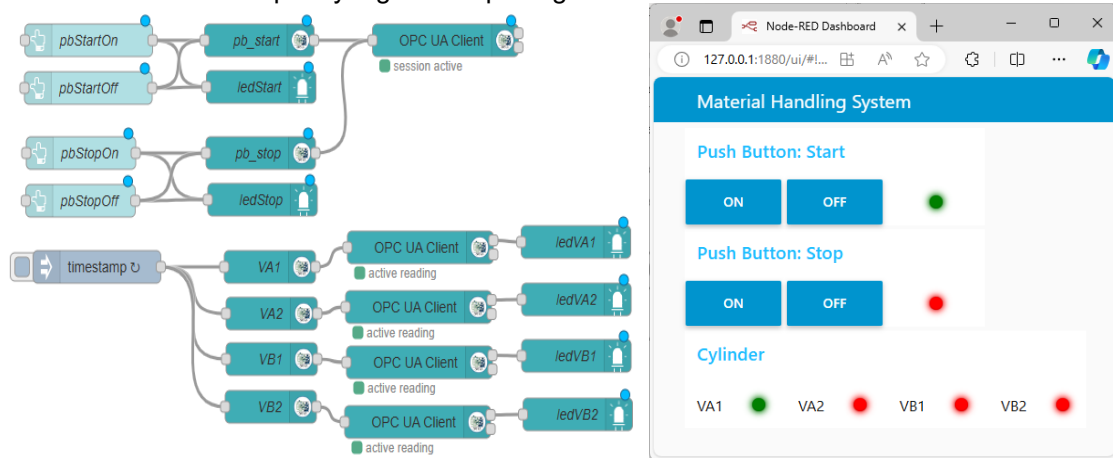 pbStartOn
pb_start
OPC UA Client
session active
pbStartOff
ledStart
pbStopOn
pb_stop
pbStopOff
ledStop
timestamp ↻
VA1
OPC UA Client
active reading
ledVA1
VA2
OPC UA Client
active reading
ledVA2
VB1
OPC UA Client
active reading
ledVB1
VB2
OPC UA Client
active reading
ledVB2
Node-RED Dashboard
127.0.0.1:1880/ui/#!...
Material Handling System
Push Button: Start
ON OFF
Push Button: Stop
ON OFF
Cylinder
VA1 VA2 VB1 VB2